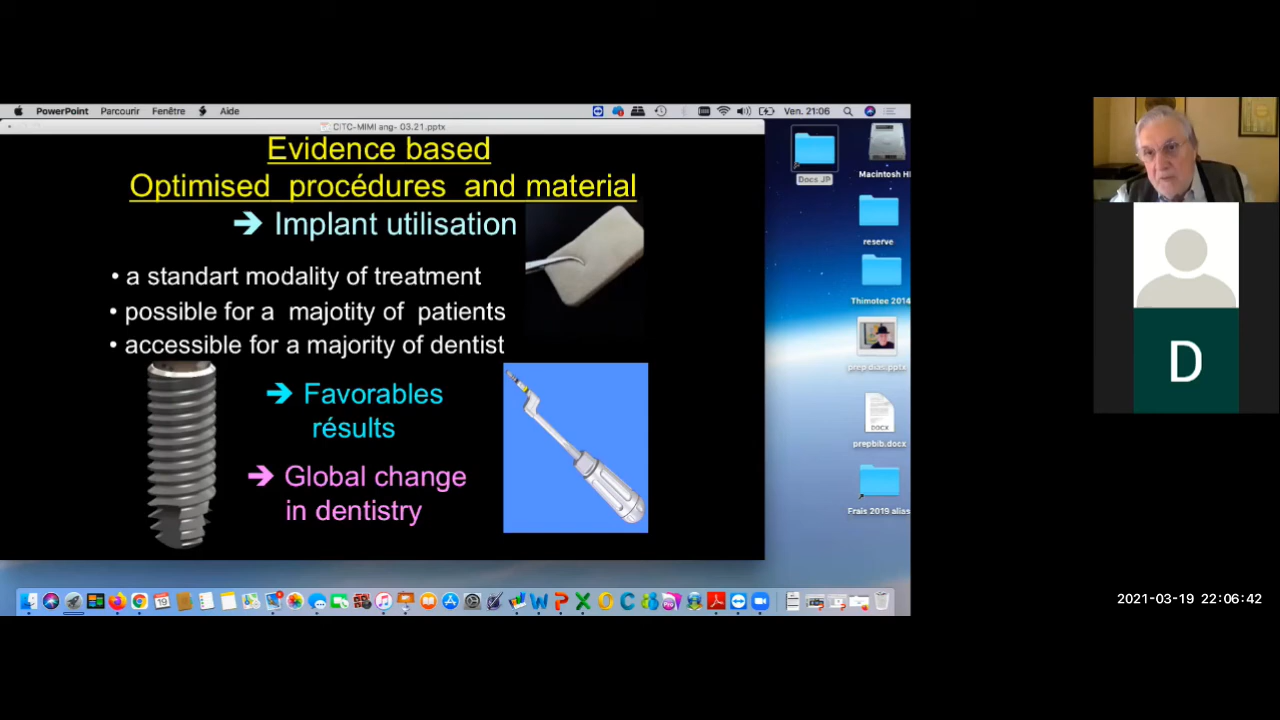 PowerPoint Parcourir Fenêtre Aide
Ven. 21:06
CITC-MIMI ang- 03.21.pptx
Evidence based
Optimised procédures and material
➔ Implant utilisation
• a standart modality of treatment
• possible for a majotity of patients
• accessible for a majority of dentist
➔ Favorables
résults
➔ Global change
in dentistry
Docs JP
Macintosh H
reserve
Thimotee 2014
DOCX
prepbib.docx
Frais 2019 alias
19
Pro
D
2021-03-19 22:06:42